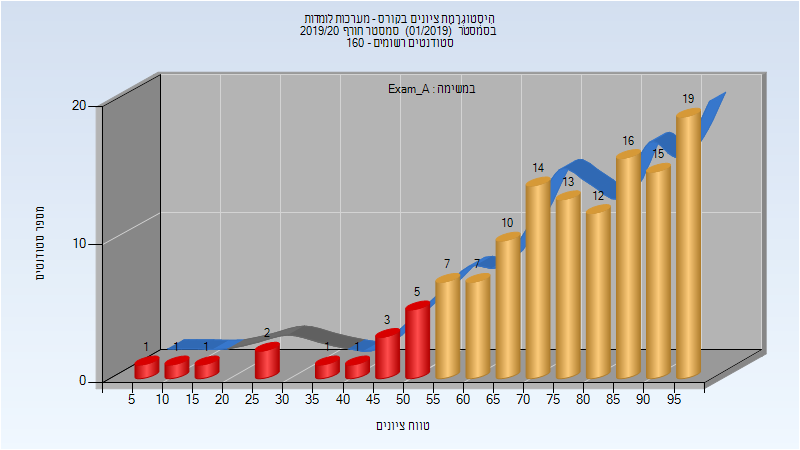 היסטוגרמת ציונים בקורס - מערכות לומדות
בסמסטר (01/2019) סמסטר חורף 2019/20
סטודנטים רשומים - 160
במשימה : Exam_A
מספר סטודנטים
20
10
0
1 1 1 2 1 1 3 5 7 7 10 14 13 12 16 15 19
5 10 15 20 25 30 35 40 45 50 55 60 65 70 75 80 85 90 95
טווח ציונים